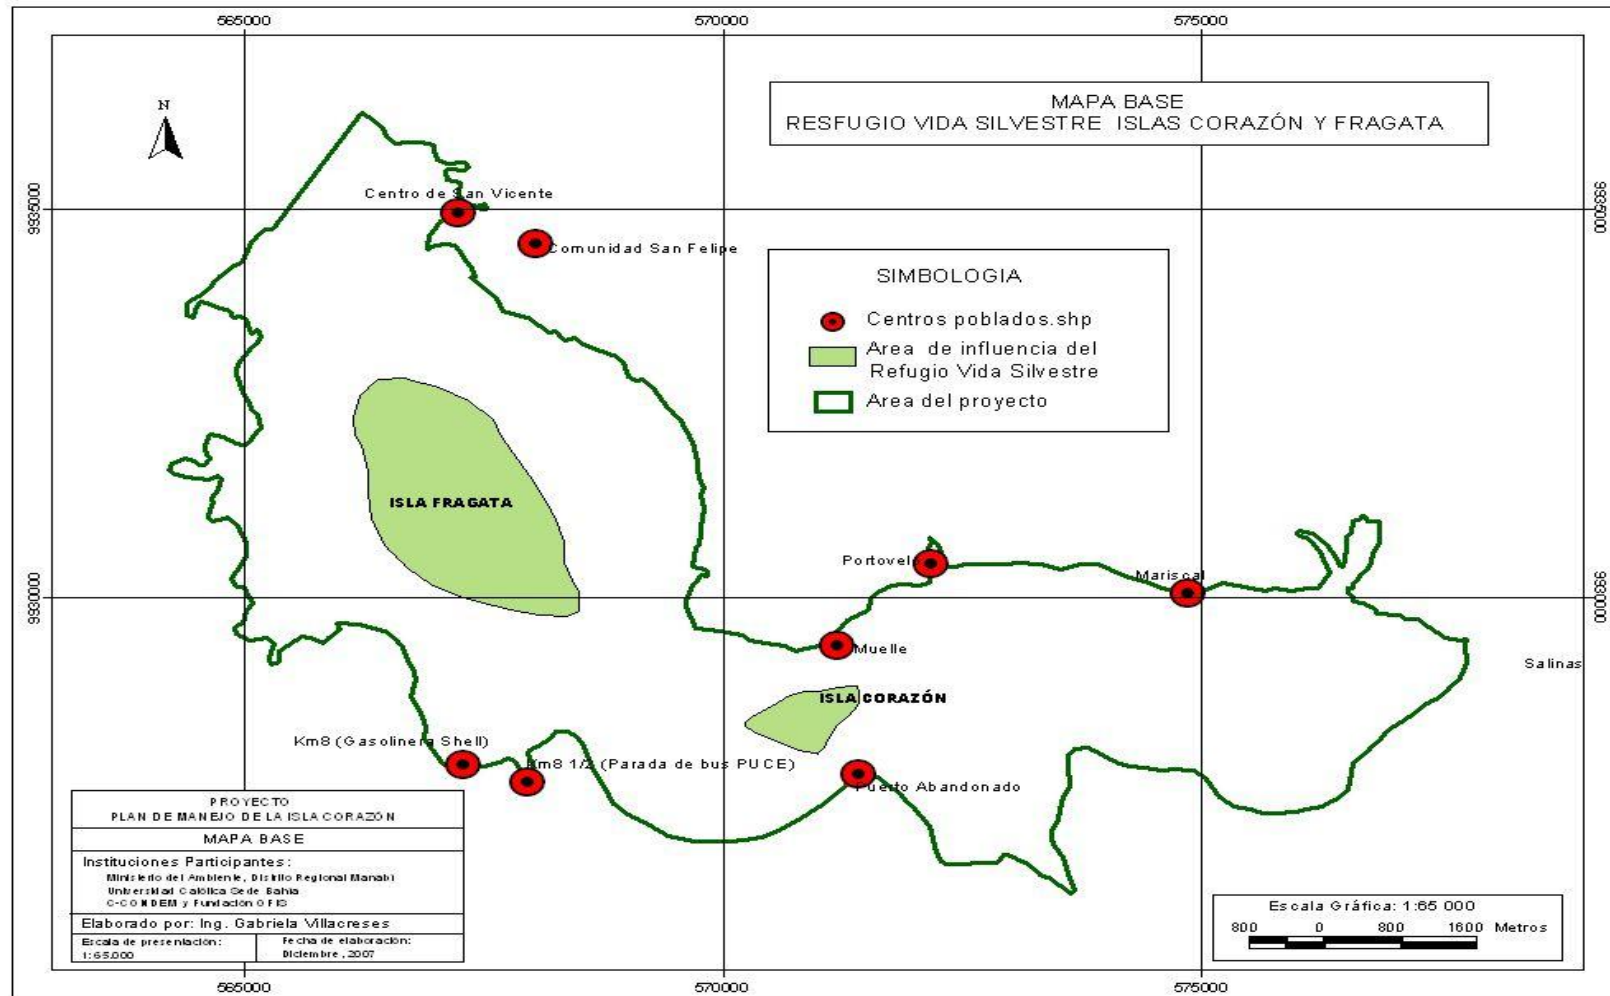 565000
570000
575000
N
MAPA BASE
RESFUGIO VIDA SILVESTRE ISLAS CORAZÓN Y FRAGATA
Centro de San Vicente
9935000
9935000
Comunidad San Felipe
SIMBOLOGIA
Centros poblados.shp
Area de influencia del
Refugio Vida Silvestre
Area del proyecto
ISLA FRAGATA
Portovelo
Mariscal
9930000
9930000
Muelle
Salinas
ISLA CORAZÓN
Km8 (Gasolinera Shell)
Km8 1/2 (Parada de bus PUCE)
Puerto Abandonado
PROYECTO
PLAN DE MANEJO DE LA ISLA CORAZÓN
MAPA BASE
Instituciones Participantes:
Ministerio del Ambiente, Distrito Regional Manabí
Universidad Católica Sede Bahía
C-CONDEM y Fundación OFIS
Elaborado por: Ing. Gabriela Villacreses
Escala de presentación:
1:65.000
Fecha de elaboración:
Diciembre, 2007
Escala Gráfica: 1:65 000
800 0 800 1600 Metros
565000
570000
575000